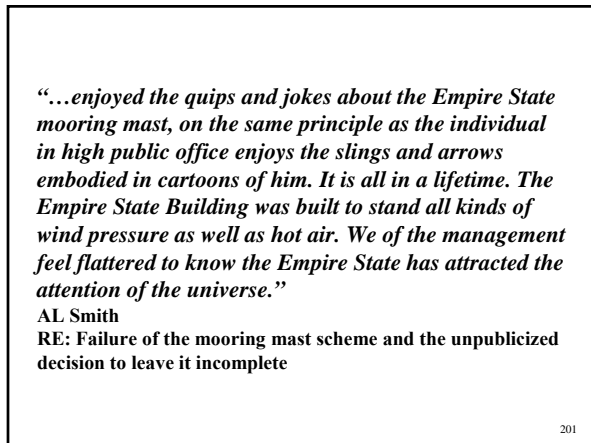 “…enjoyed the quips and jokes about the Empire State
mooring mast, on the same principle as the individual
in high public office enjoys the slings and arrows
embodied in cartoons of him. It is all in a lifetime. The
Empire State Building was built to stand all kinds of
wind pressure as well as hot air. We of the management
feel flattered to know the Empire State has attracted the
attention of the universe.”
AL Smith
RE: Failure of the mooring mast scheme and the unpublicized
decision to leave it incomplete
201